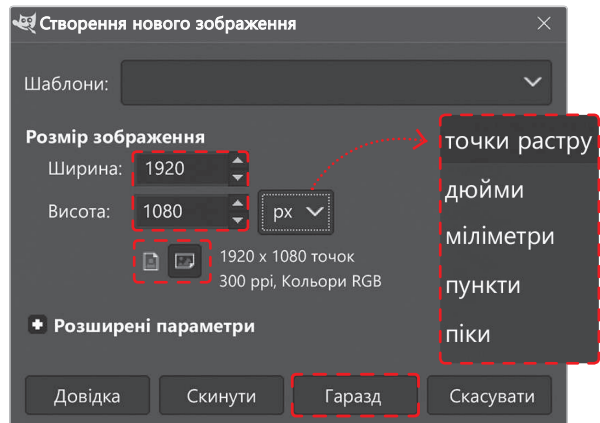 Створення нового зображення
Шаблони:
Розмір зображення
Ширина: 1920
Висота: 1080 px
1920 x 1080 точок
300 ppi, Кольори RGB
точки растру
дюйми
міліметри
пункти
піки
Розширені параметри
Довідка Скинути Гаразд Скасувати